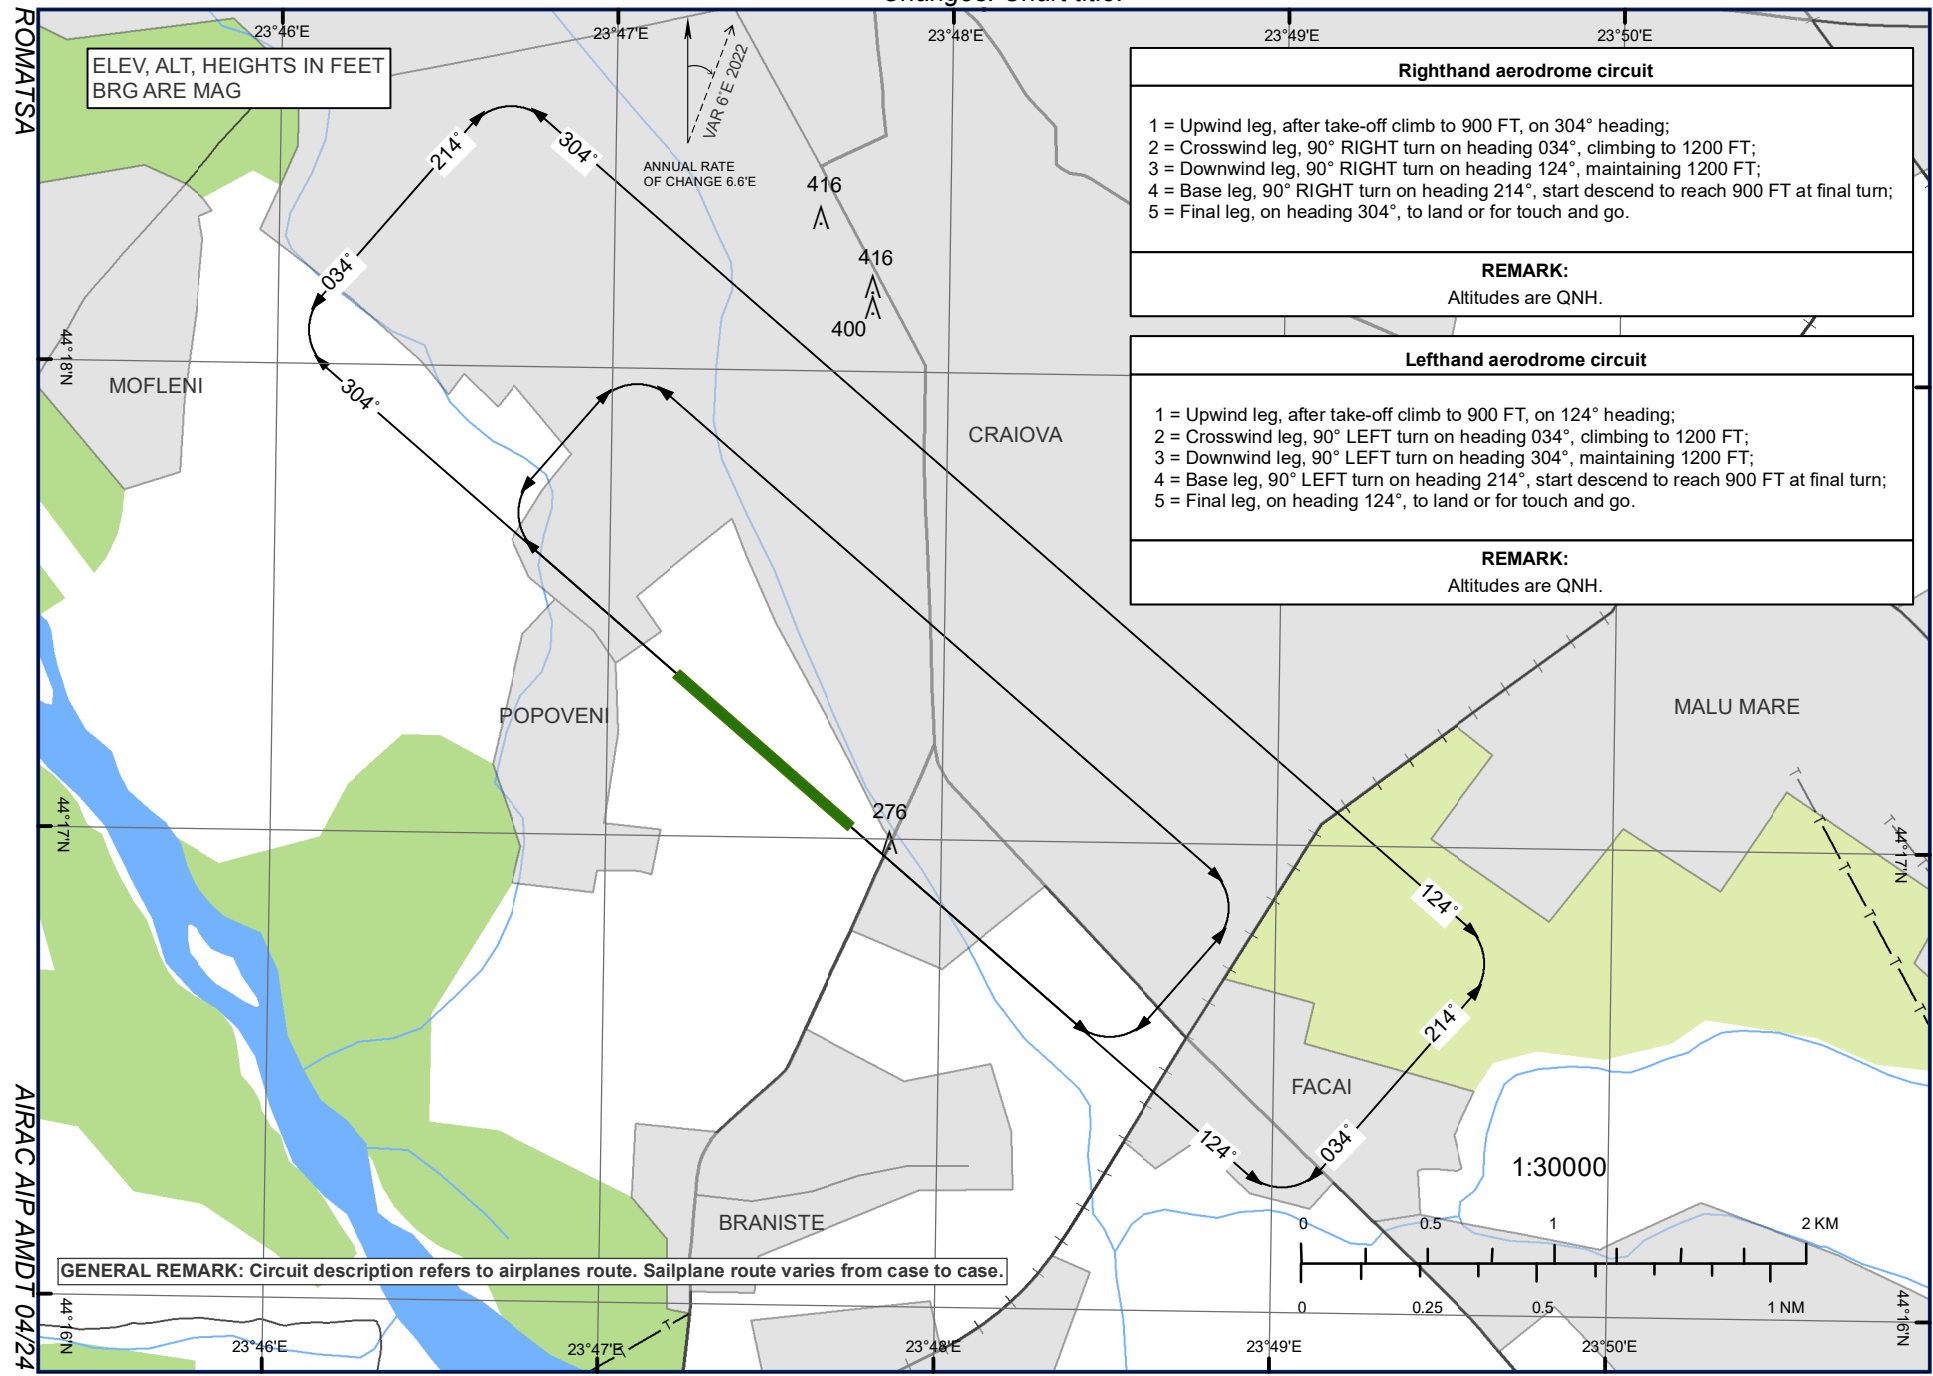 23°46'E
23°47'E
23°48'E
23°49'E
23°50'E
ROMATSA
ELEV, ALT, HEIGHTS IN FEET
BRG ARE MAG
VAR 6°E 2022
ANNUAL RATE
OF CHANGE 6.6'E
Righthand aerodrome circuit
1 = Upwind leg, after take-off climb to 900 FT, on 304° heading;
2 = Crosswind leg, 90° RIGHT turn on heading 034°, climbing to 1200 FT;
3 = Downwind leg, 90° RIGHT turn on heading 124°, maintaining 1200 FT;
4 = Base leg, 90° RIGHT turn on heading 214°, start descend to reach 900 FT at final turn;
5 = Final leg, on heading 304°, to land or for touch and go.
REMARK:
Altitudes are QNH.
Lefthand aerodrome circuit
1 = Upwind leg, after take-off climb to 900 FT, on 124° heading;
2 = Crosswind leg, 90° LEFT turn on heading 034°, climbing to 1200 FT;
3 = Downwind leg, 90° LEFT turn on heading 304°, maintaining 1200 FT;
4 = Base leg, 90° LEFT turn on heading 214°, start descend to reach 900 FT at final turn;
5 = Final leg, on heading 124°, to land or for touch and go.
REMARK:
Altitudes are QNH.
214°
304°
416
416
400
034°
44°18'N
MOFLENI
304°
CRAIOVA
POPOVENI
MALU MARE
276
44°17'N
44°17'N
124°
214°
FACAI
124°
034°
1:30000
BRANISTE
0
0.5
1
2 KM
0
0.25
0.5
1 NM
GENERAL REMARK: Circuit description refers to airplanes route. Sailplane route varies from case to case.
44°16'N
44°16'N
23°46'E
23°47'E
23°48'E
23°49'E
23°50'E
AIRAC AIP AMDT 04/24